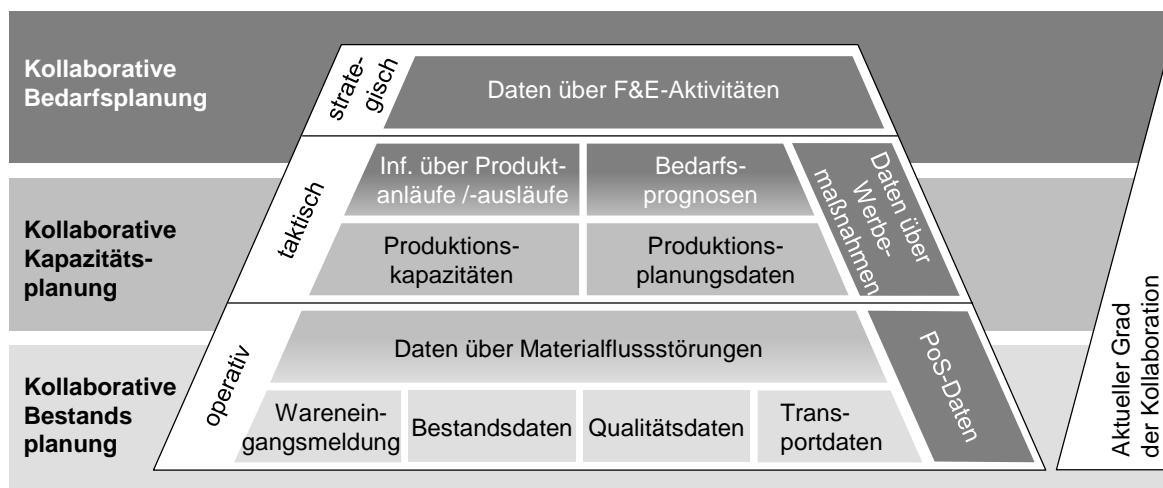 Kollaborative
Bedarfsplanung
strate-
gisch
Daten über F&E-Aktivitäten
Kollaborative
Kapazitäts-
planung
taktisch
Inf. über Produkt-
anläufe /-ausläufe
Bedarfs-
prognosen
Daten über
Werbe-
maßnahmen
Produktions-
kapazitäten
Produktions-
planungsdaten
Kollaborative
Bestands
planung
operativ
Daten über Materialflussstörungen
PoS-Daten
Warenein-
gangsmeldung
Bestandsdaten
Qualitätsdaten
Trans-
portdaten
Aktueller Grad
der Kollaboration